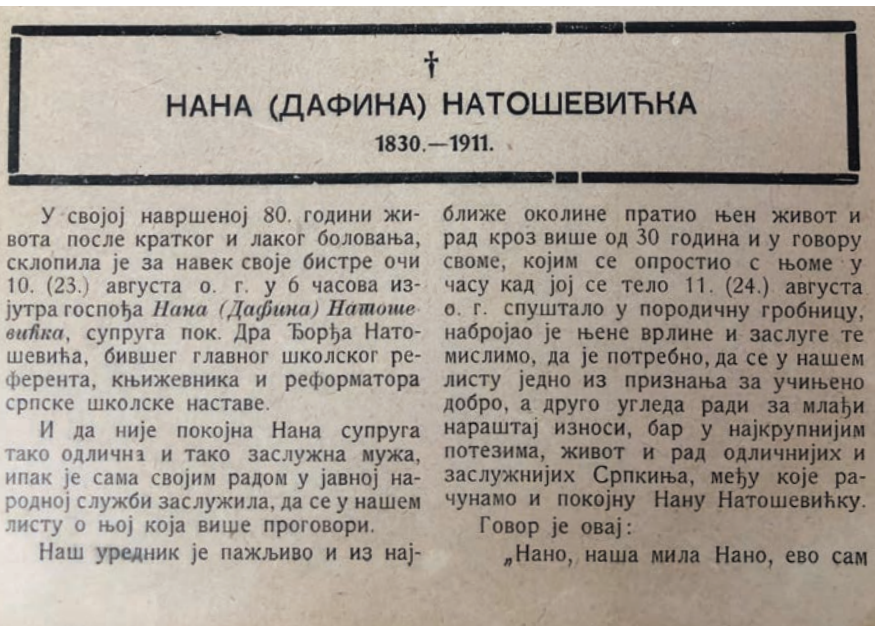 †
НАНА (ДАФИНА) НАТОШЕВИЋКА
1830.—1911.
У својој навршеној 80. години жи-
вота после кратког и лаког боловања,
склопила је за навек своје бистре очи
10. (23.) августа о. г. у 6 часова из-
јутра госпођа Нана (Дафина) Натоше-
вићка, супруга пок. Дра Ђорђа Нато-
шевића, бившег главног школског ре-
ферента, књижевника и реформатора
српске школске наставе.
И да није покојна Нана супруга
тако одлична и тако заслужна мужа,
ипак је сама својим радом у јавној на-
родној служби заслужила, да се у нашем
листу о њој која више проговори.
Наш уредник је пажљиво и из нај-
ближе околине пратио њен живот и
рад кроз више од 30 година и у говору
своме, којим се опростио с њоме у
часу кад јој се тело 11. (24.) августа
о. г. спуштало у породичну гробницу,
набројао је њене врлине и заслуге те
мислимо, да је потребно, да се у нашем
листу једно из признања за учињено
добро, а друго угледа ради за млађи
нараштај износи, бар у најкрупнијим
потезима, живот и рад одличнијих и
заслужнијих Српкиња, међу које ра-
чунамо и покојну Нану Натошевићку.
Говор је овај:
„Нано, наша мила Нано, ево сам